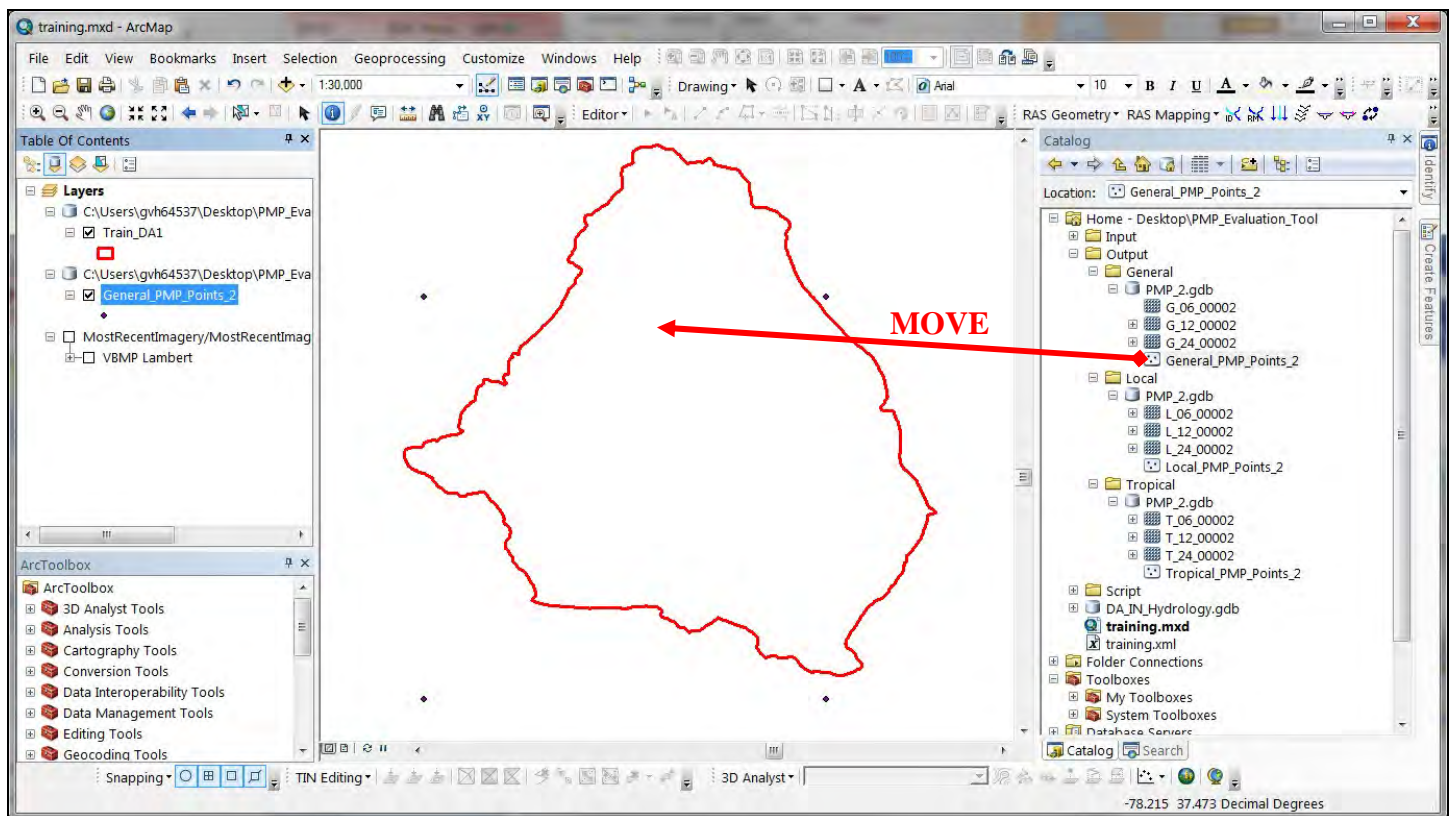 training.mxd - ArcMap
File Edit View Bookmarks Insert Selection Geoprocessing Customize Windows Help
1:30,000 Drawing A Arial 10 B I U A
Editor RAS Geometry RAS Mapping
Table Of Contents
Layers
C:\Users\gvh64537\Desktop\PMP_Eva
Train_DA1
C:\Users\gvh64537\Desktop\PMP_Eva
General_PMP_Points_2
MostRecentImagery/MostRecentImag
VBMP Lambert
ArcToolbox
ArcToolbox
3D Analyst Tools
Analysis Tools
Cartography Tools
Conversion Tools
Data Interoperability Tools
Data Management Tools
Editing Tools
Geocoding Tools
MOVE
Catalog
Location: General_PMP_Points_2
Home - Desktop\PMP_Evaluation_Tool
Input
Output
General
PMP_2.gdb
G_06_00002
G_12_00002
G_24_00002
General_PMP_Points_2
Local
PMP_2.gdb
L_06_00002
L_12_00002
L_24_00002
Local_PMP_Points_2
Tropical
PMP_2.gdb
T_06_00002
T_12_00002
T_24_00002
Tropical_PMP_Points_2
Script
DA_IN_Hydrology.gdb
training.mxd
training.xml
Folder Connections
Toolboxes
My Toolboxes
System Toolboxes
Database Servers
Catalog Search
Identify
Create Features
Snapping TIN Editing 3D Analyst
-78.215 37.473 Decimal Degrees